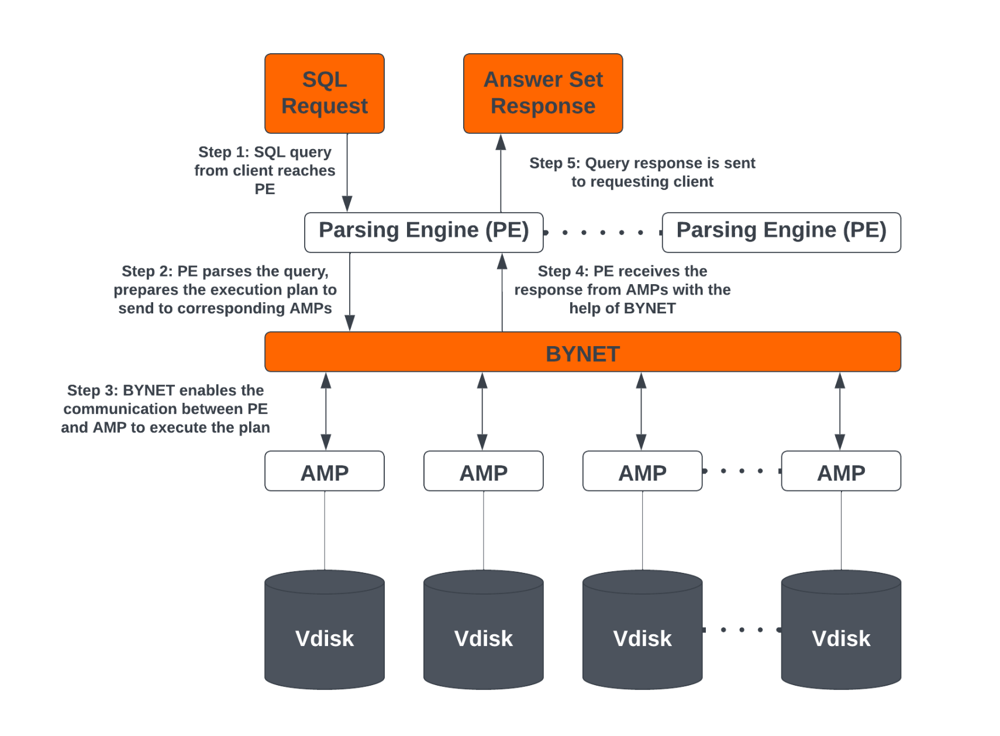 SQL
Request
Answer Set
Response
Step 1: SQL query
from client reaches
PE
Step 5: Query response is sent
to requesting client
Parsing Engine (PE)
Parsing Engine (PE)
Step 2: PE parses the query,
prepares the execution plan to
send to corresponding AMPs
Step 4: PE receives the
response from AMPs with the
help of BYNET
BYNET
Step 3: BYNET enables the
communication between PE
and AMP to execute the plan
AMP
AMP
AMP
AMP
Vdisk
Vdisk
Vdisk
Vdisk